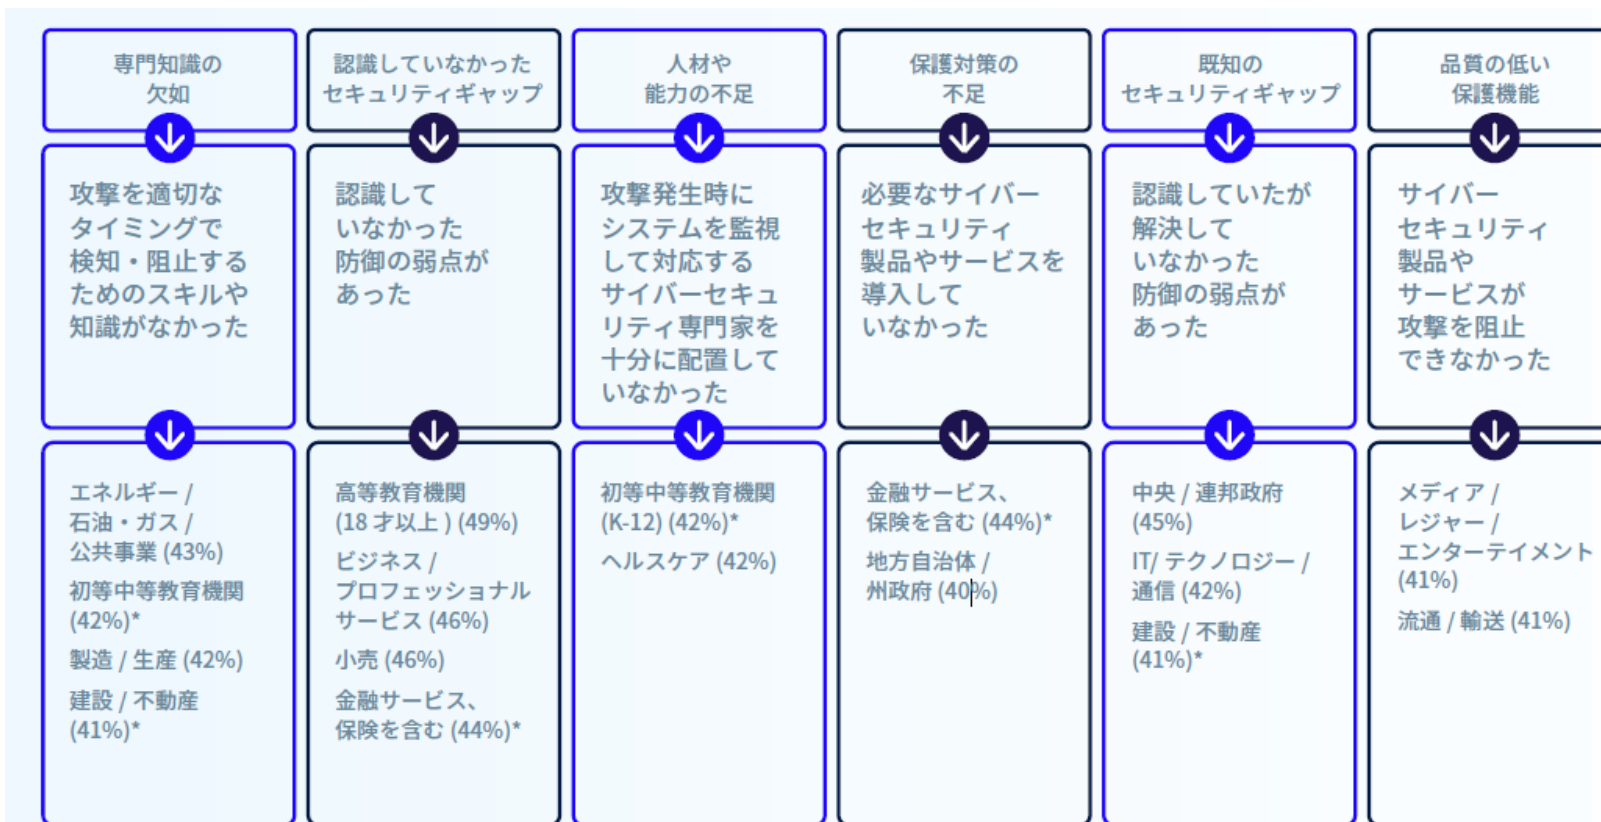 専門知識の
欠如
攻撃を適切な
タイミングで
検知・阻止する
ためのスキルや
知識がなかった
エネルギー /
石油・ガス /
公共事業 (43%)
初等中等教育機関
(42%)*
製造 / 生産 (42%)
建設 / 不動産
(41%)*
認識していなかった
セキュリティギャップ
認識して
いなかった
防御の弱点が
あった
高等教育機関
(18 才以上 ) (49%)
ビジネス /
プロフェッショナル
サービス (46%)
小売 (46%)
金融サービス、
保険を含む (44%)*
人材や
能力の不足
攻撃発生時に
システムを監視
して対応する
サイバーセキュ
リティ専門家を
十分に配置して
いなかった
初等中等教育機関
(K-12) (42%)*
ヘルスケア (42%)
保護対策の
不足
必要なサイバー
セキュリティ
製品やサービスを
導入して
いなかった
金融サービス、
保険を含む (44%)*
地方自治体 /
州政府 (40%)
既知の
セキュリティギャップ
認識していたが
解決して
いなかった
防御の弱点が
あった
中央 / 連邦政府
(45%)
IT/ テクノロジー /
通信 (42%)
建設 / 不動産
(41%)*
品質の低い
保護機能
サイバー
セキュリティ
製品や
サービスが
攻撃を阻止
できなかった
メディア /
レジャー /
エンターテイメント
(41%)
流通 / 輸送 (41%)